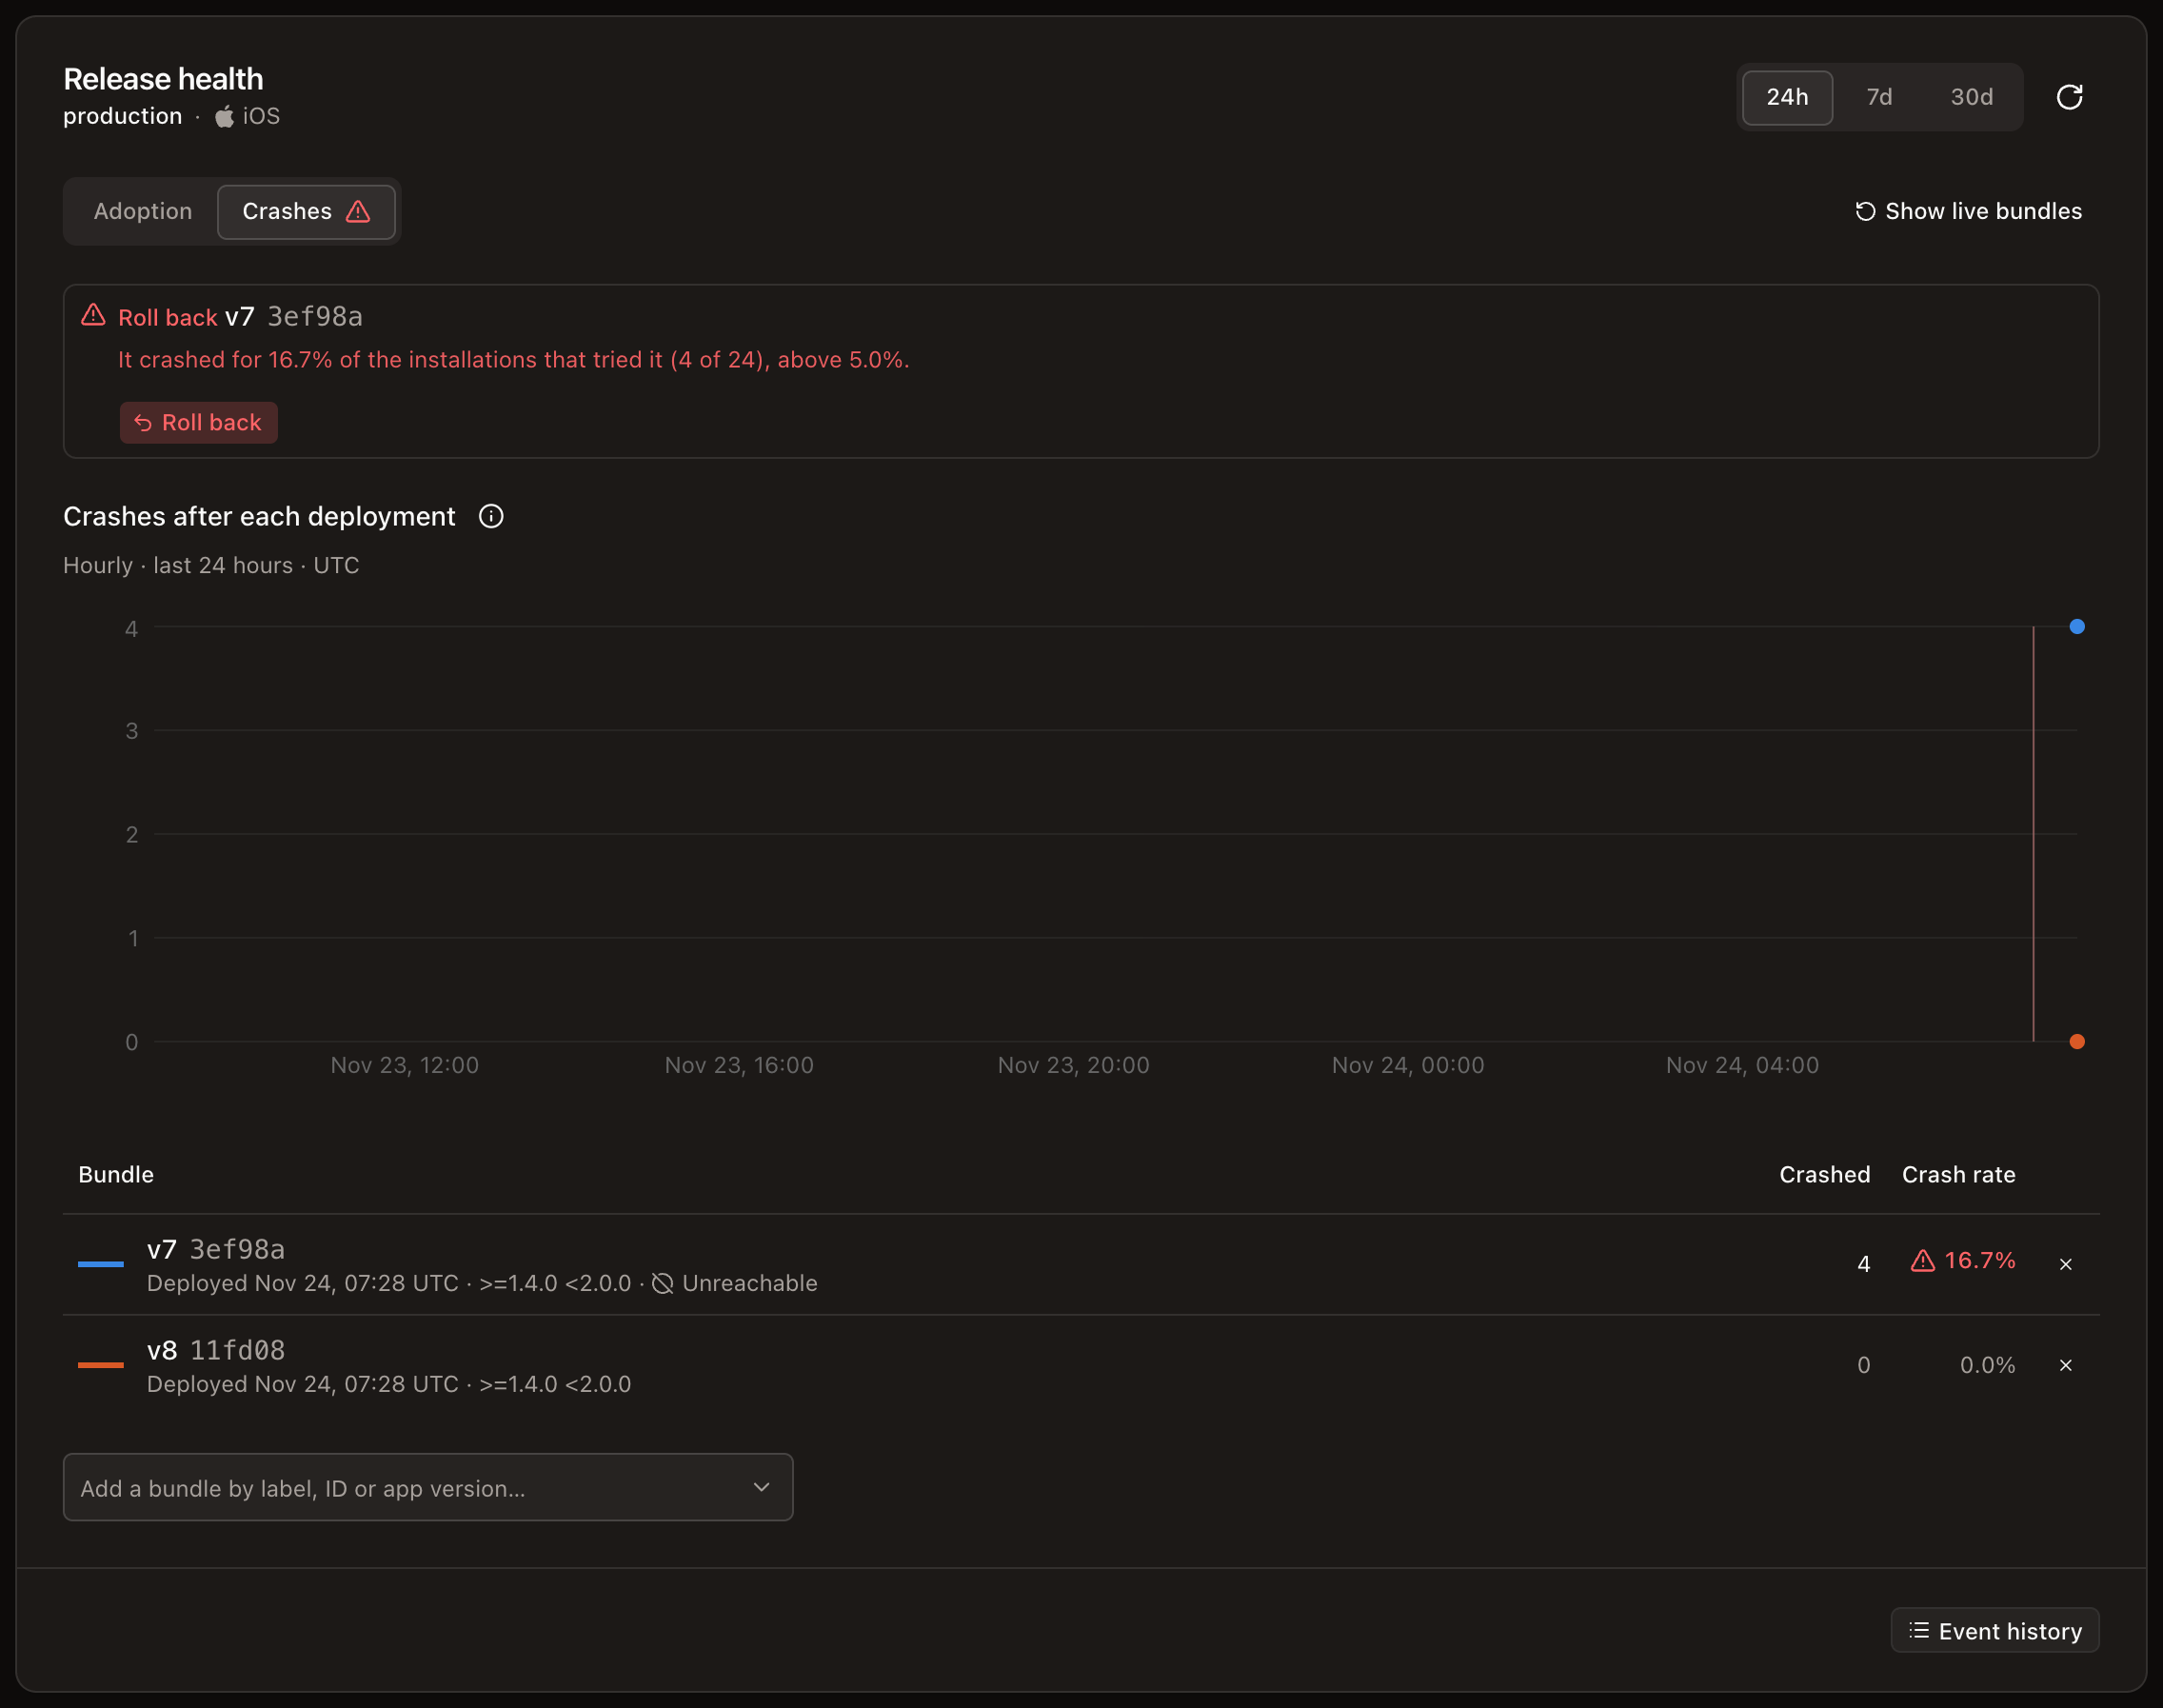 Release health
production · iOS
24h 7d 30d
Adoption Crashes
Show live bundles
Roll back v7 3ef98a
It crashed for 16.7% of the installations that tried it (4 of 24), above 5.0%.
Roll back
Crashes after each deployment
Hourly · last 24 hours · UTC
4
3
2
1
0
Nov 23, 12:00 Nov 23, 16:00 Nov 23, 20:00 Nov 24, 00:00 Nov 24, 04:00
Bundle Crashed Crash rate
v7 3ef98a
Deployed Nov 24, 07:28 UTC · >=1.4.0 <2.0.0 · Unreachable
4 16.7%
v8 11fd08
Deployed Nov 24, 07:28 UTC · >=1.4.0 <2.0.0
0 0.0%
Add a bundle by label, ID or app version...
Event history